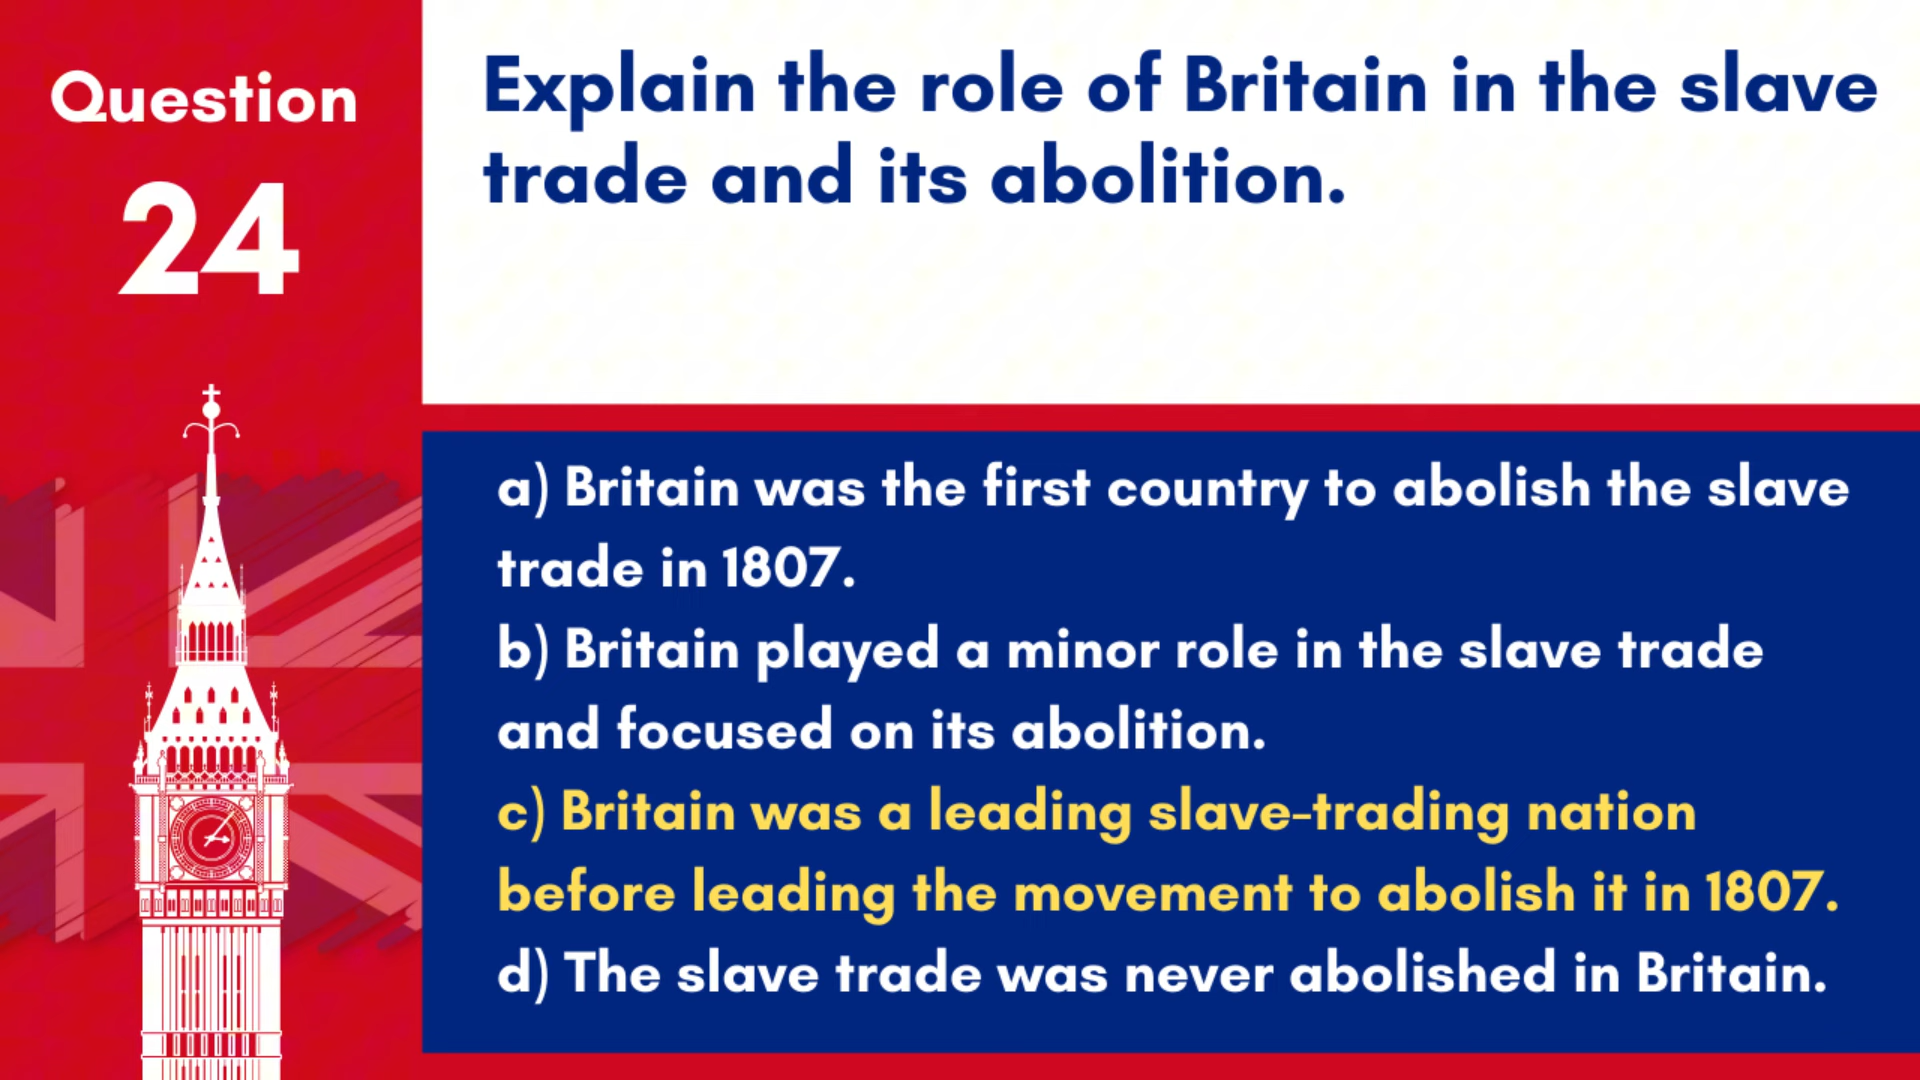 Question
24
Explain the role of Britain in the slave
trade and its abolition.
a) Britain was the first country to abolish the slave
trade in 1807.
b) Britain played a minor role in the slave trade
and focused on its abolition.
c) Britain was a leading slave-trading nation
before leading the movement to abolish it in 1807.
d) The slave trade was never abolished in Britain.